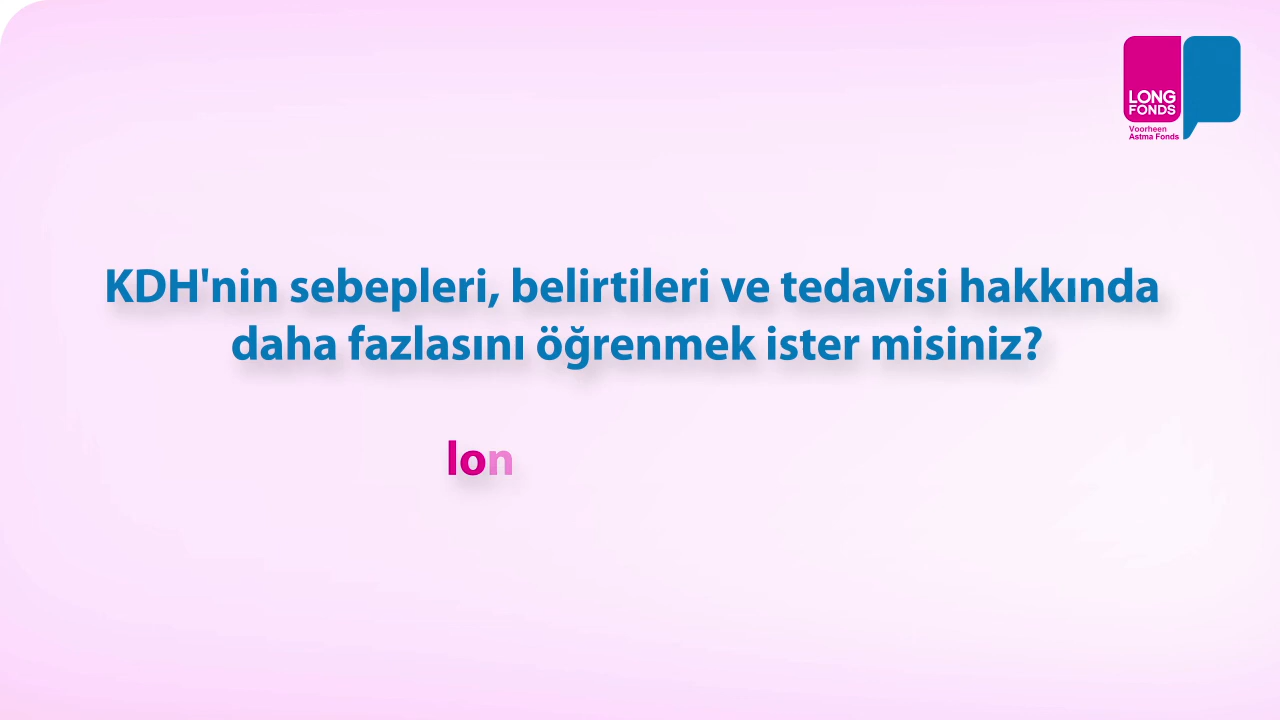 LONG
FONDS
Voorheen
Astma Fonds
KDH'nin sebepleri, belirtileri ve tedavisi hakkında
daha fazlasını öğrenmek ister misiniz?
lon